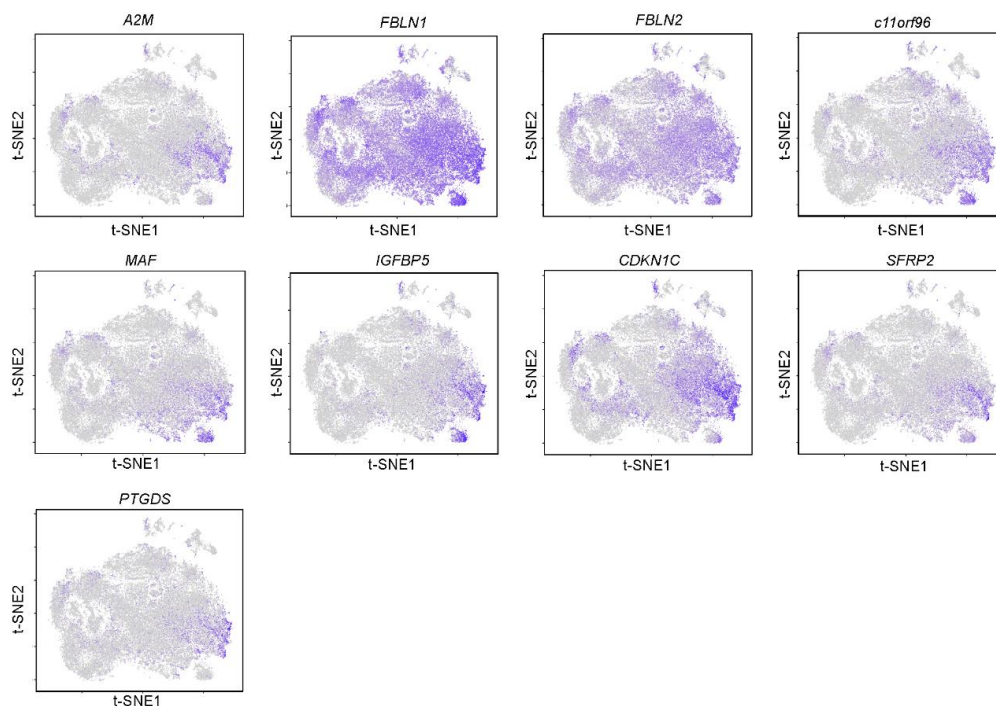 A2M
FBLN1
FBLN2
c11orf96
t-SNE2
t-SNE2
t-SNE2
t-SNE2
t-SNE1
t-SNE1
t-SNE1
t-SNE1
MAF
IGFBP5
CDKN1C
SFRP2
t-SNE2
t-SNE2
t-SNE2
t-SNE2
t-SNE1
t-SNE1
t-SNE1
t-SNE1
PTGDS
t-SNE2
t-SNE1